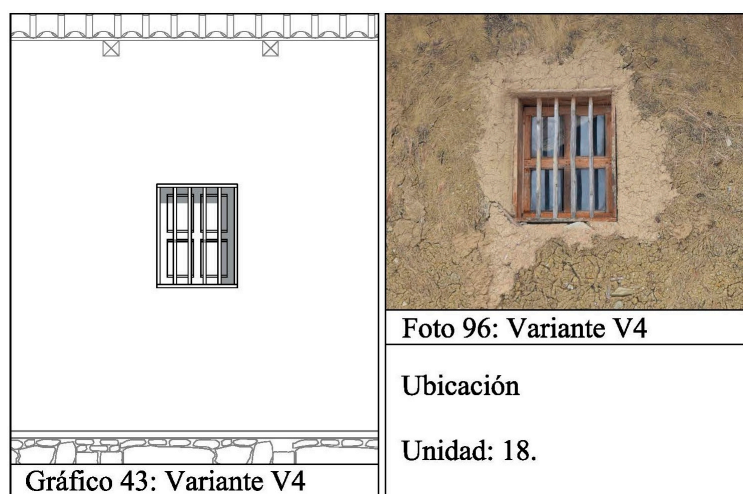 Gráfico 43: Variante V4
Foto 96: Variante V4
Ubicación
Unidad: 18.